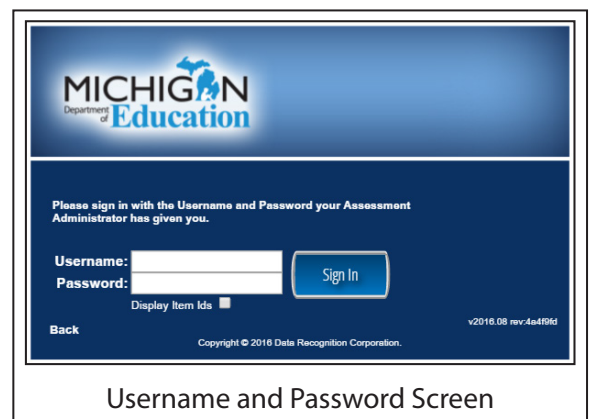 MICHIGAN
Department of Education
Please sign in with the Username and Password your Assessment
Administrator has given you.
Username:
Password:
Sign In
Display Item Ids
Back
v2016.08 rev:4a4f9fd
Copyright © 2016 Data Recognition Corporation.
Username and Password Screen